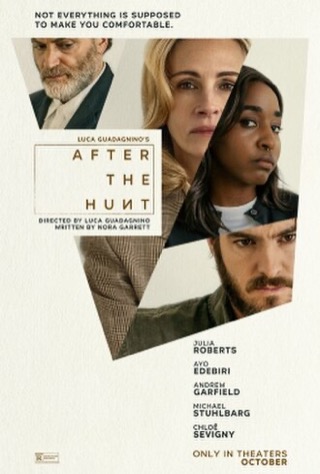 NOT EVERYTHING IS SUPPOSED
TO MAKE YOU COMFORTABLE.
LUCA GUADAGNINO'S
AFTER
THE
HUNT
DIRECTED BY LUCA GUADAGNINO
WRITTEN BY NORA GARRETT
JULIA
ROBERTS
AYO
EDEBIRI
ANDREW
GARFIELD
MICHAEL
STUHLBARG
CHLOË
SEVIGNY
ONLY IN THEATERS
OCTOBER
R